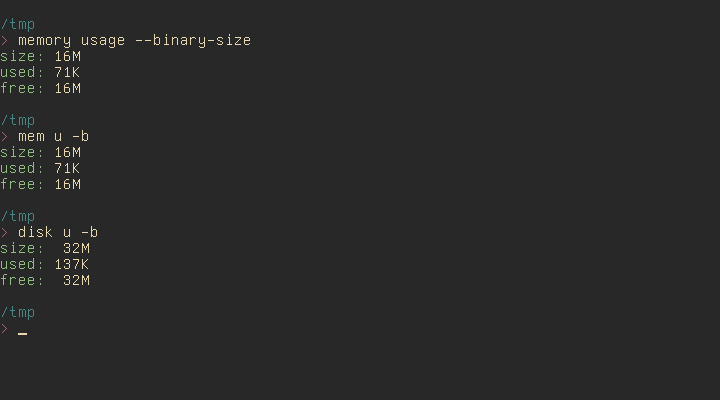 /tmp
> memory usage --binary-size
size: 16M
used: 71K
free: 16M
/tmp
> mem u -b
size: 16M
used: 71K
free: 16M
/tmp
> disk u -b
size:  32M
used: 137K
free:  32M
/tmp
> _